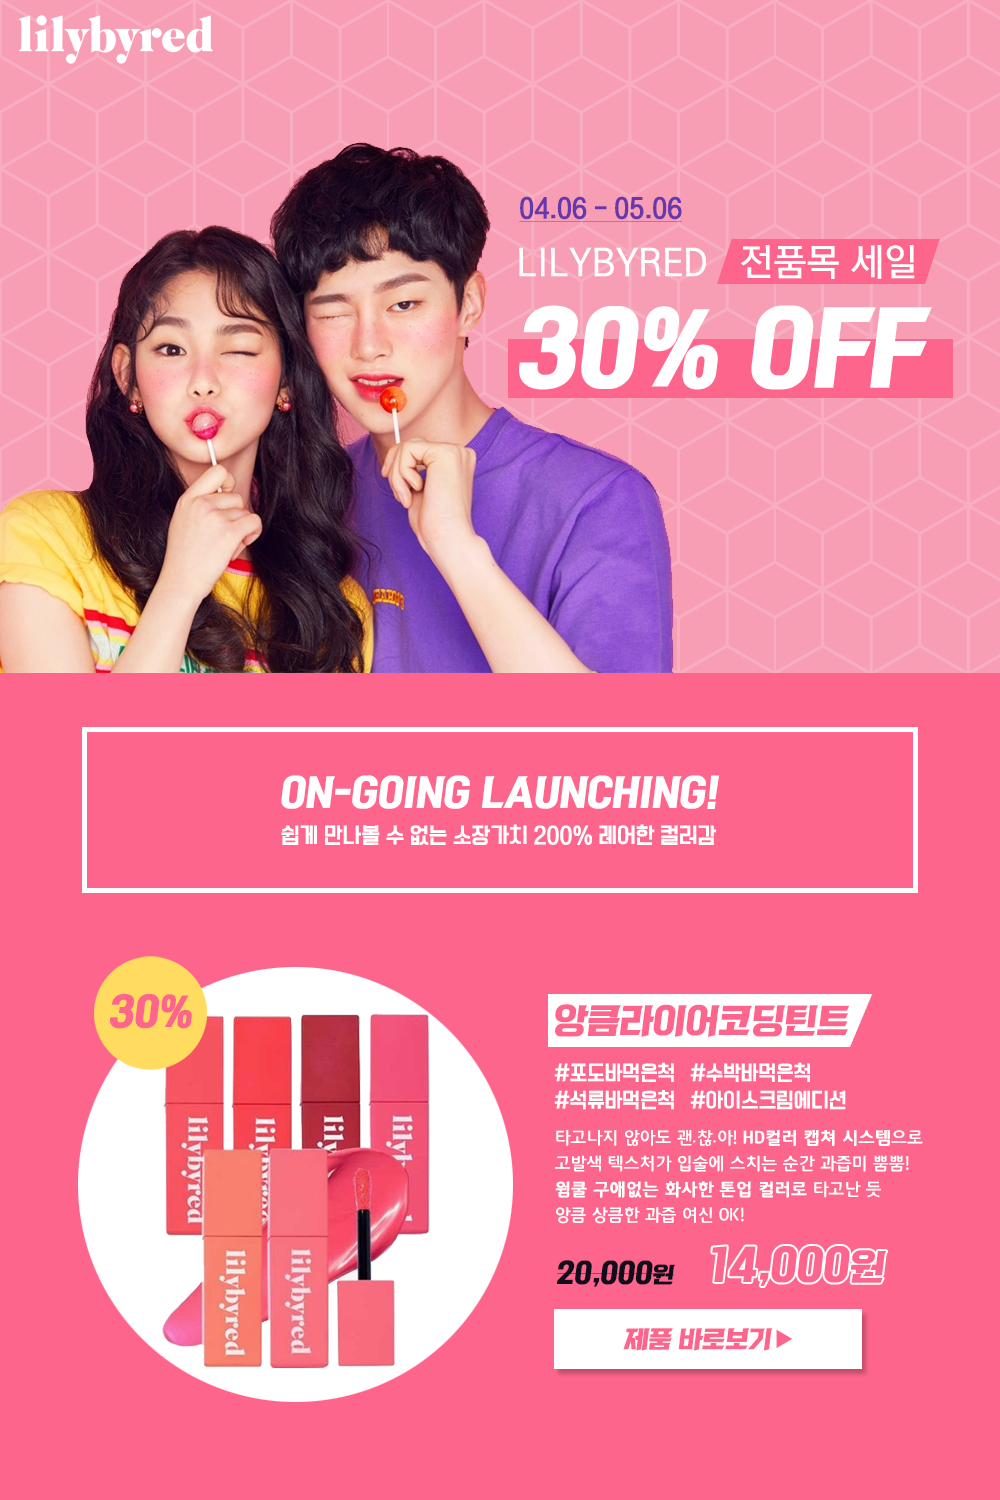 lilybyred
04.06 - 05.06
LILYBYRED 전품목 세일
30% OFF
ON-GOING LAUNCHING!
쉽게 만나볼 수 없는 소장가치 200% 레어한 컬러감
30%
lilybyred
lilybyred
lilybyred
lilybyred
lilybyred
lilybyred
앙큼라이어코딩틴트
#포도바먹은척 #수박바먹은척
#석류바먹은척 #아이스크림에디션
타고나지 않아도 괜.찮.아! HD컬러 캡쳐 시스템으로
고발색 텍스처가 입술에 스치는 순간 과즙미 뿜뿜!
웜쿨 구애없는 화사한 톤업 컬러로 타고난 듯
앙큼 상큼한 과즙 여신 OK!
20,000원 14,000원
제품 바로보기▶